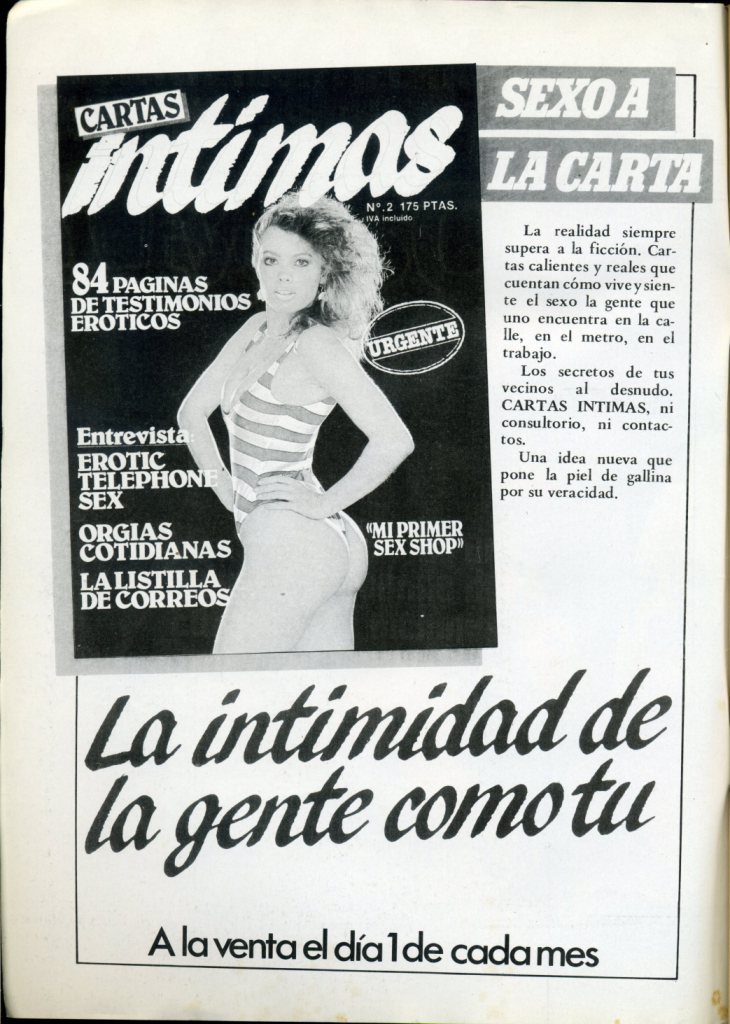 CARTAS
intimas
Nº. 2 175 PTAS.
IVA incluido
84 PAGINAS
DE TESTIMONIOS
EROTICOS
URGENTE
Entrevista:
EROTIC
TELEPHONE
SEX
ORGIAS
COTIDIANAS
LA LISTILLA
DE CORREOS
«MI PRIMER
SEX SHOP»
SEXO A
LA CARTA
La realidad siempre
supera a la ficción. Car-
tas calientes y reales que
cuentan cómo vive y sien-
te el sexo la gente que
uno encuentra en la ca-
lle, en el metro, en el
trabajo.
Los secretos de tus
vecinos al desnudo.
CARTAS INTIMAS, ni
consultorio, ni contac-
tos.
Una idea nueva que
pone la piel de gallina
por su veracidad.
La intimidad de
la gente como tu
A la venta el día 1 de cada mes